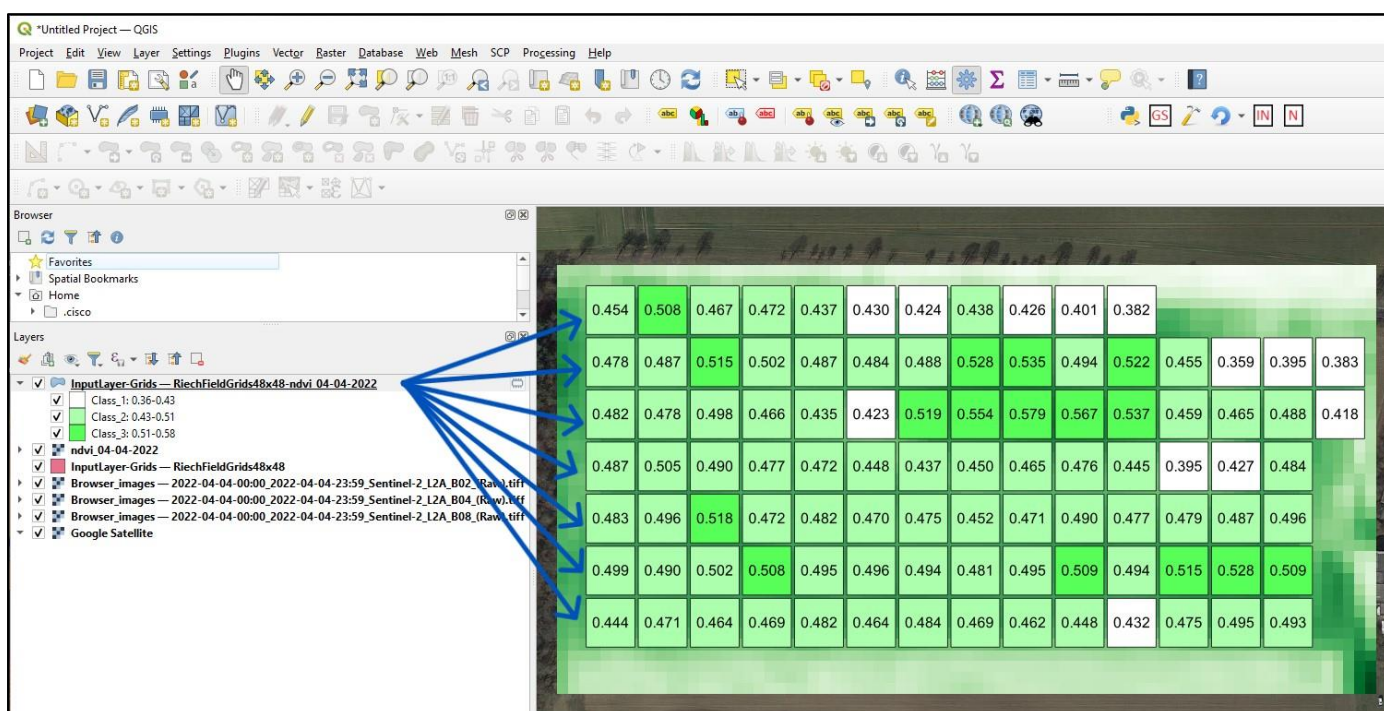 *Untitled Project — QGIS
Project Edit View Layer Settings Plugins Vector Raster Database Web Mesh SCP Processing Help
abc abc abc abc abc abc abc GS IN N
Browser
Favorites
Spatial Bookmarks
Home
.cisco
Layers
InputLayer-Grids — RiechFieldGrids48x48-ndvi_04-04-2022
Class_1: 0.36-0.43
Class_2: 0.43-0.51
Class_3: 0.51-0.58
ndvi_04-04-2022
InputLayer-Grids — RiechFieldGrids48x48
Browser_images — 2022-04-04-00:00_2022-04-04-23:59_Sentinel-2_L2A_B02_(Raw).tiff
Browser_images — 2022-04-04-00:00_2022-04-04-23:59_Sentinel-2_L2A_B04_(Raw).tiff
Browser_images — 2022-04-04-00:00_2022-04-04-23:59_Sentinel-2_L2A_B08_(Raw).tiff
Google Satellite
0.454 0.508 0.467 0.472 0.437 0.430 0.424 0.438 0.426 0.401 0.382
0.478 0.487 0.515 0.502 0.487 0.484 0.488 0.528 0.535 0.494 0.522 0.455 0.359 0.395 0.383
0.482 0.478 0.498 0.466 0.435 0.423 0.519 0.554 0.579 0.567 0.537 0.459 0.465 0.488 0.418
0.487 0.505 0.490 0.477 0.472 0.448 0.437 0.450 0.465 0.476 0.445 0.395 0.427 0.484
0.483 0.496 0.518 0.472 0.482 0.470 0.475 0.452 0.471 0.490 0.477 0.479 0.487 0.496
0.499 0.490 0.502 0.508 0.495 0.496 0.494 0.481 0.495 0.509 0.494 0.515 0.528 0.509
0.444 0.471 0.464 0.469 0.482 0.464 0.484 0.469 0.462 0.448 0.432 0.475 0.495 0.493